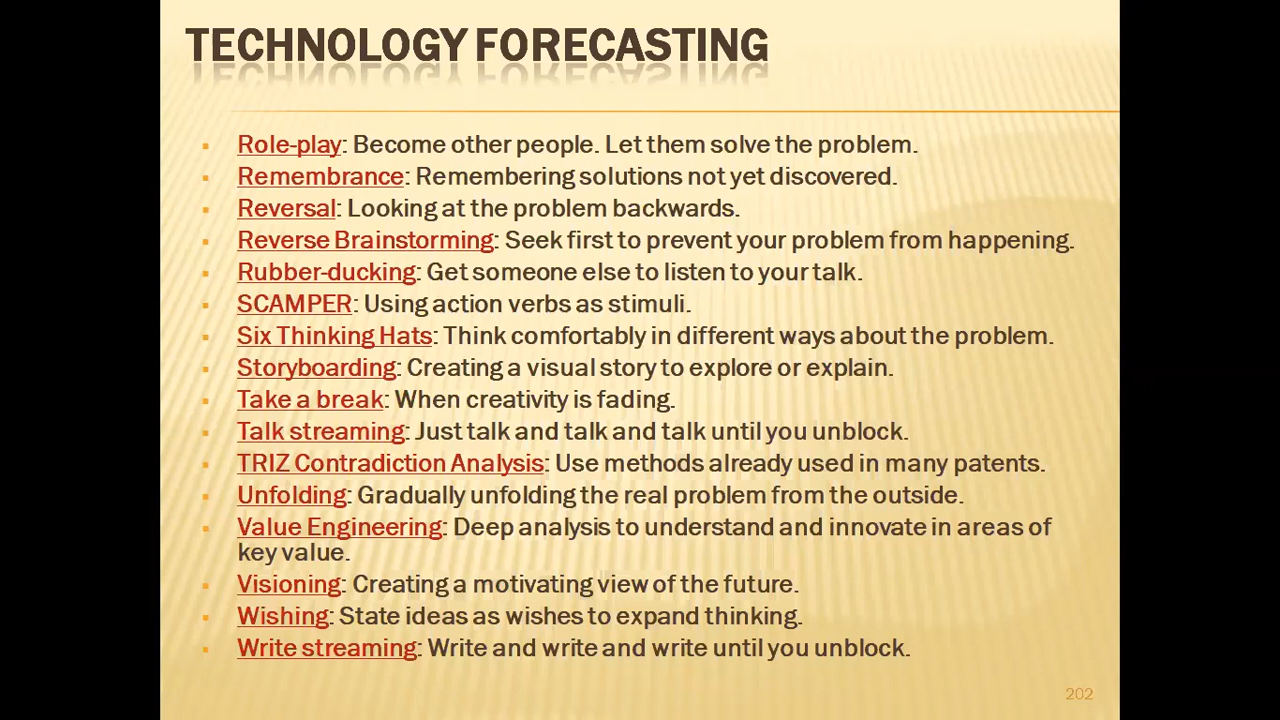 TECHNOLOGY FORECASTING
Role-play: Become other people. Let them solve the problem.
Remembrance: Remembering solutions not yet discovered.
Reversal: Looking at the problem backwards.
Reverse Brainstorming: Seek first to prevent your problem from happening.
Rubber-ducking: Get someone else to listen to your talk.
SCAMPER: Using action verbs as stimuli.
Six Thinking Hats: Think comfortably in different ways about the problem.
Storyboarding: Creating a visual story to explore or explain.
Take a break: When creativity is fading.
Talk streaming: Just talk and talk and talk until you unblock.
TRIZ Contradiction Analysis: Use methods already used in many patents.
Unfolding: Gradually unfolding the real problem from the outside.
Value Engineering: Deep analysis to understand and innovate in areas of
key value.
Visioning: Creating a motivating view of the future.
Wishing: State ideas as wishes to expand thinking.
Write streaming: Write and write and write until you unblock.
202